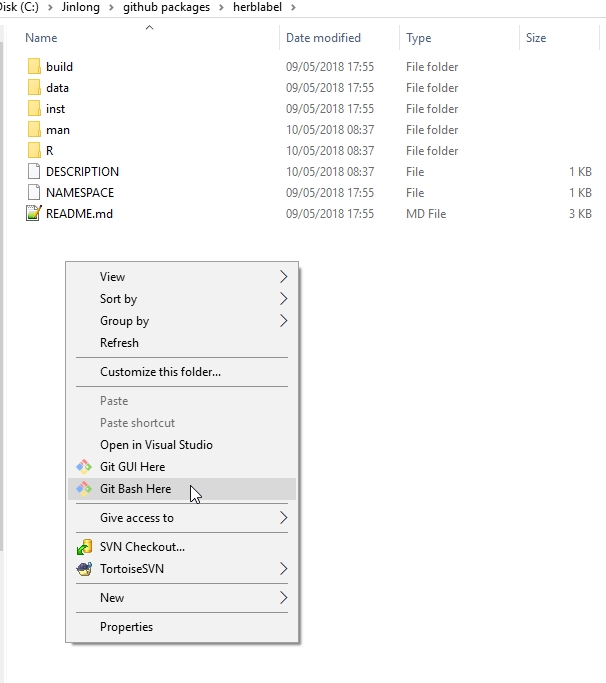 Disk (C:) > Jinlong > github packages > herblabel >
Name Date modified Type Size
build 09/05/2018 17:55 File folder
data 09/05/2018 17:55 File folder
inst 09/05/2018 17:55 File folder
man 10/05/2018 08:37 File folder
R 10/05/2018 08:37 File folder
DESCRIPTION 10/05/2018 08:37 File 1 KB
NAMESPACE 09/05/2018 17:55 File 1 KB
README.md 09/05/2018 17:55 MD File 3 KB
View
Sort by
Group by
Refresh
Customize this folder...
Paste
Paste shortcut
Open in Visual Studio
Git GUI Here
Git Bash Here
Give access to
SVN Checkout...
TortoiseSVN
New
Properties